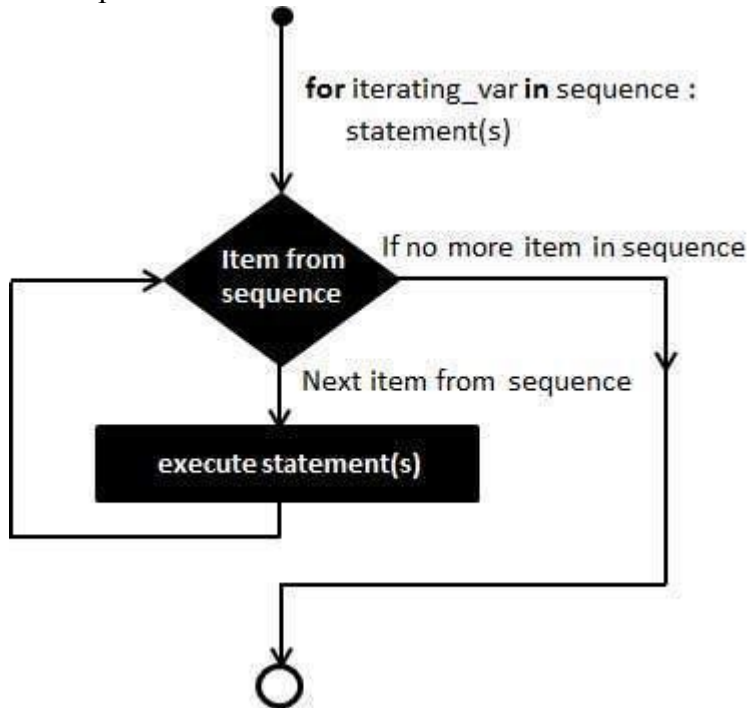 for iterating_var in sequence :
statement(s)
If no more item in sequence
Item from
sequence
Next item from sequence
execute statement(s)